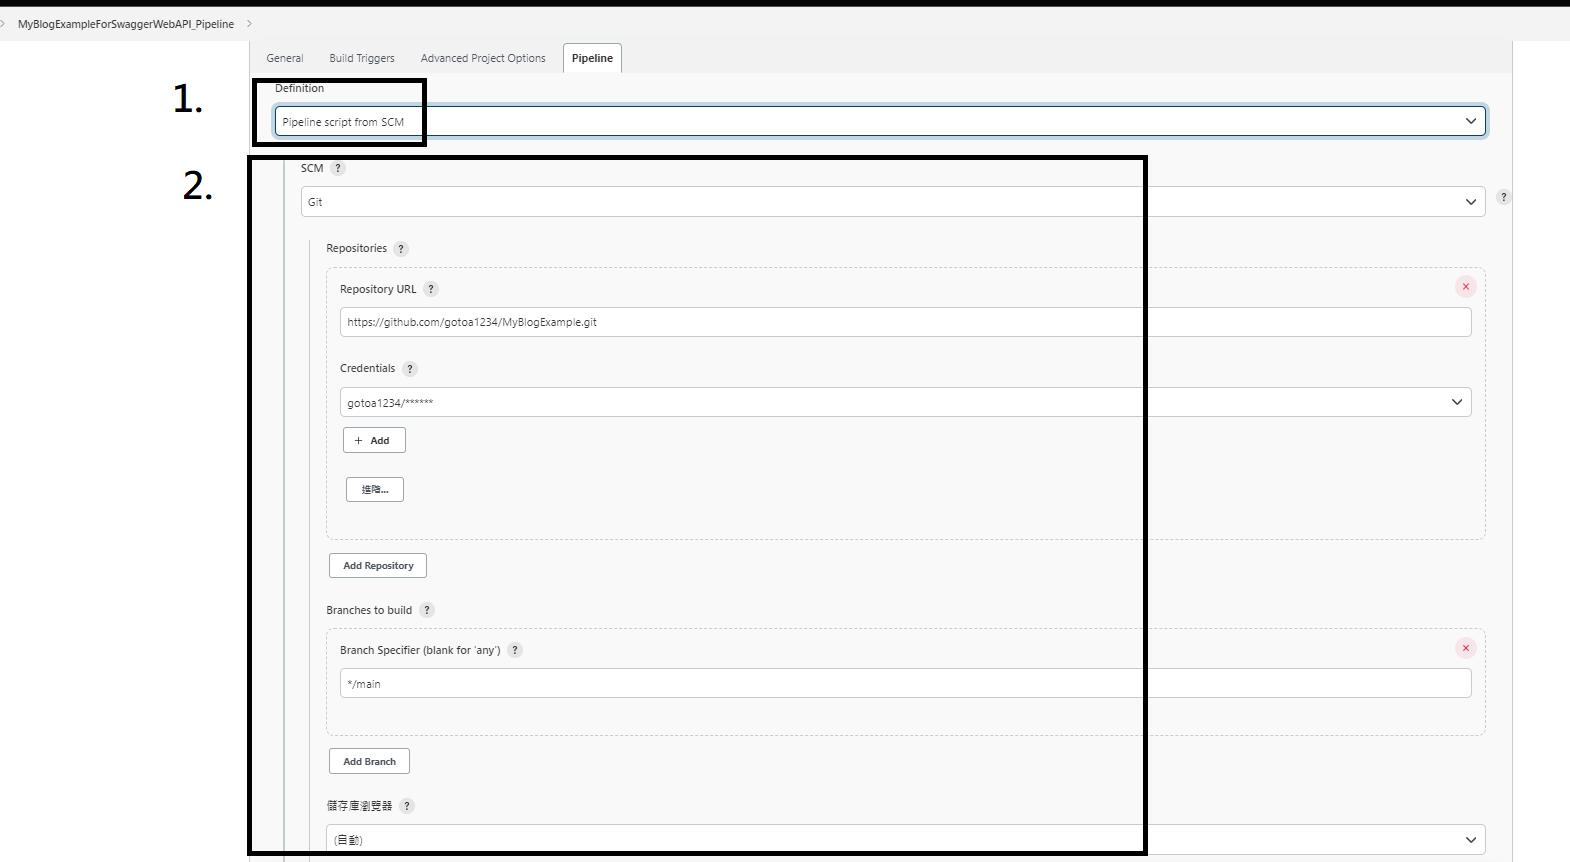 MyBlogExampleForSwaggerWebAPI_Pipeline
General Build Triggers Advanced Project Options Pipeline
1.
Definition
Pipeline script from SCM
2.
SCM ?
Git
?
Repositories ?
Repository URL ?
https://github.com/gotoa1234/MyBlogExample.git
Credentials ?
gotoa1234/******
+ Add
進階...
Add Repository
Branches to build ?
Branch Specifier (blank for 'any') ?
*/main
Add Branch
儲存庫瀏覽器 ?
(自動)